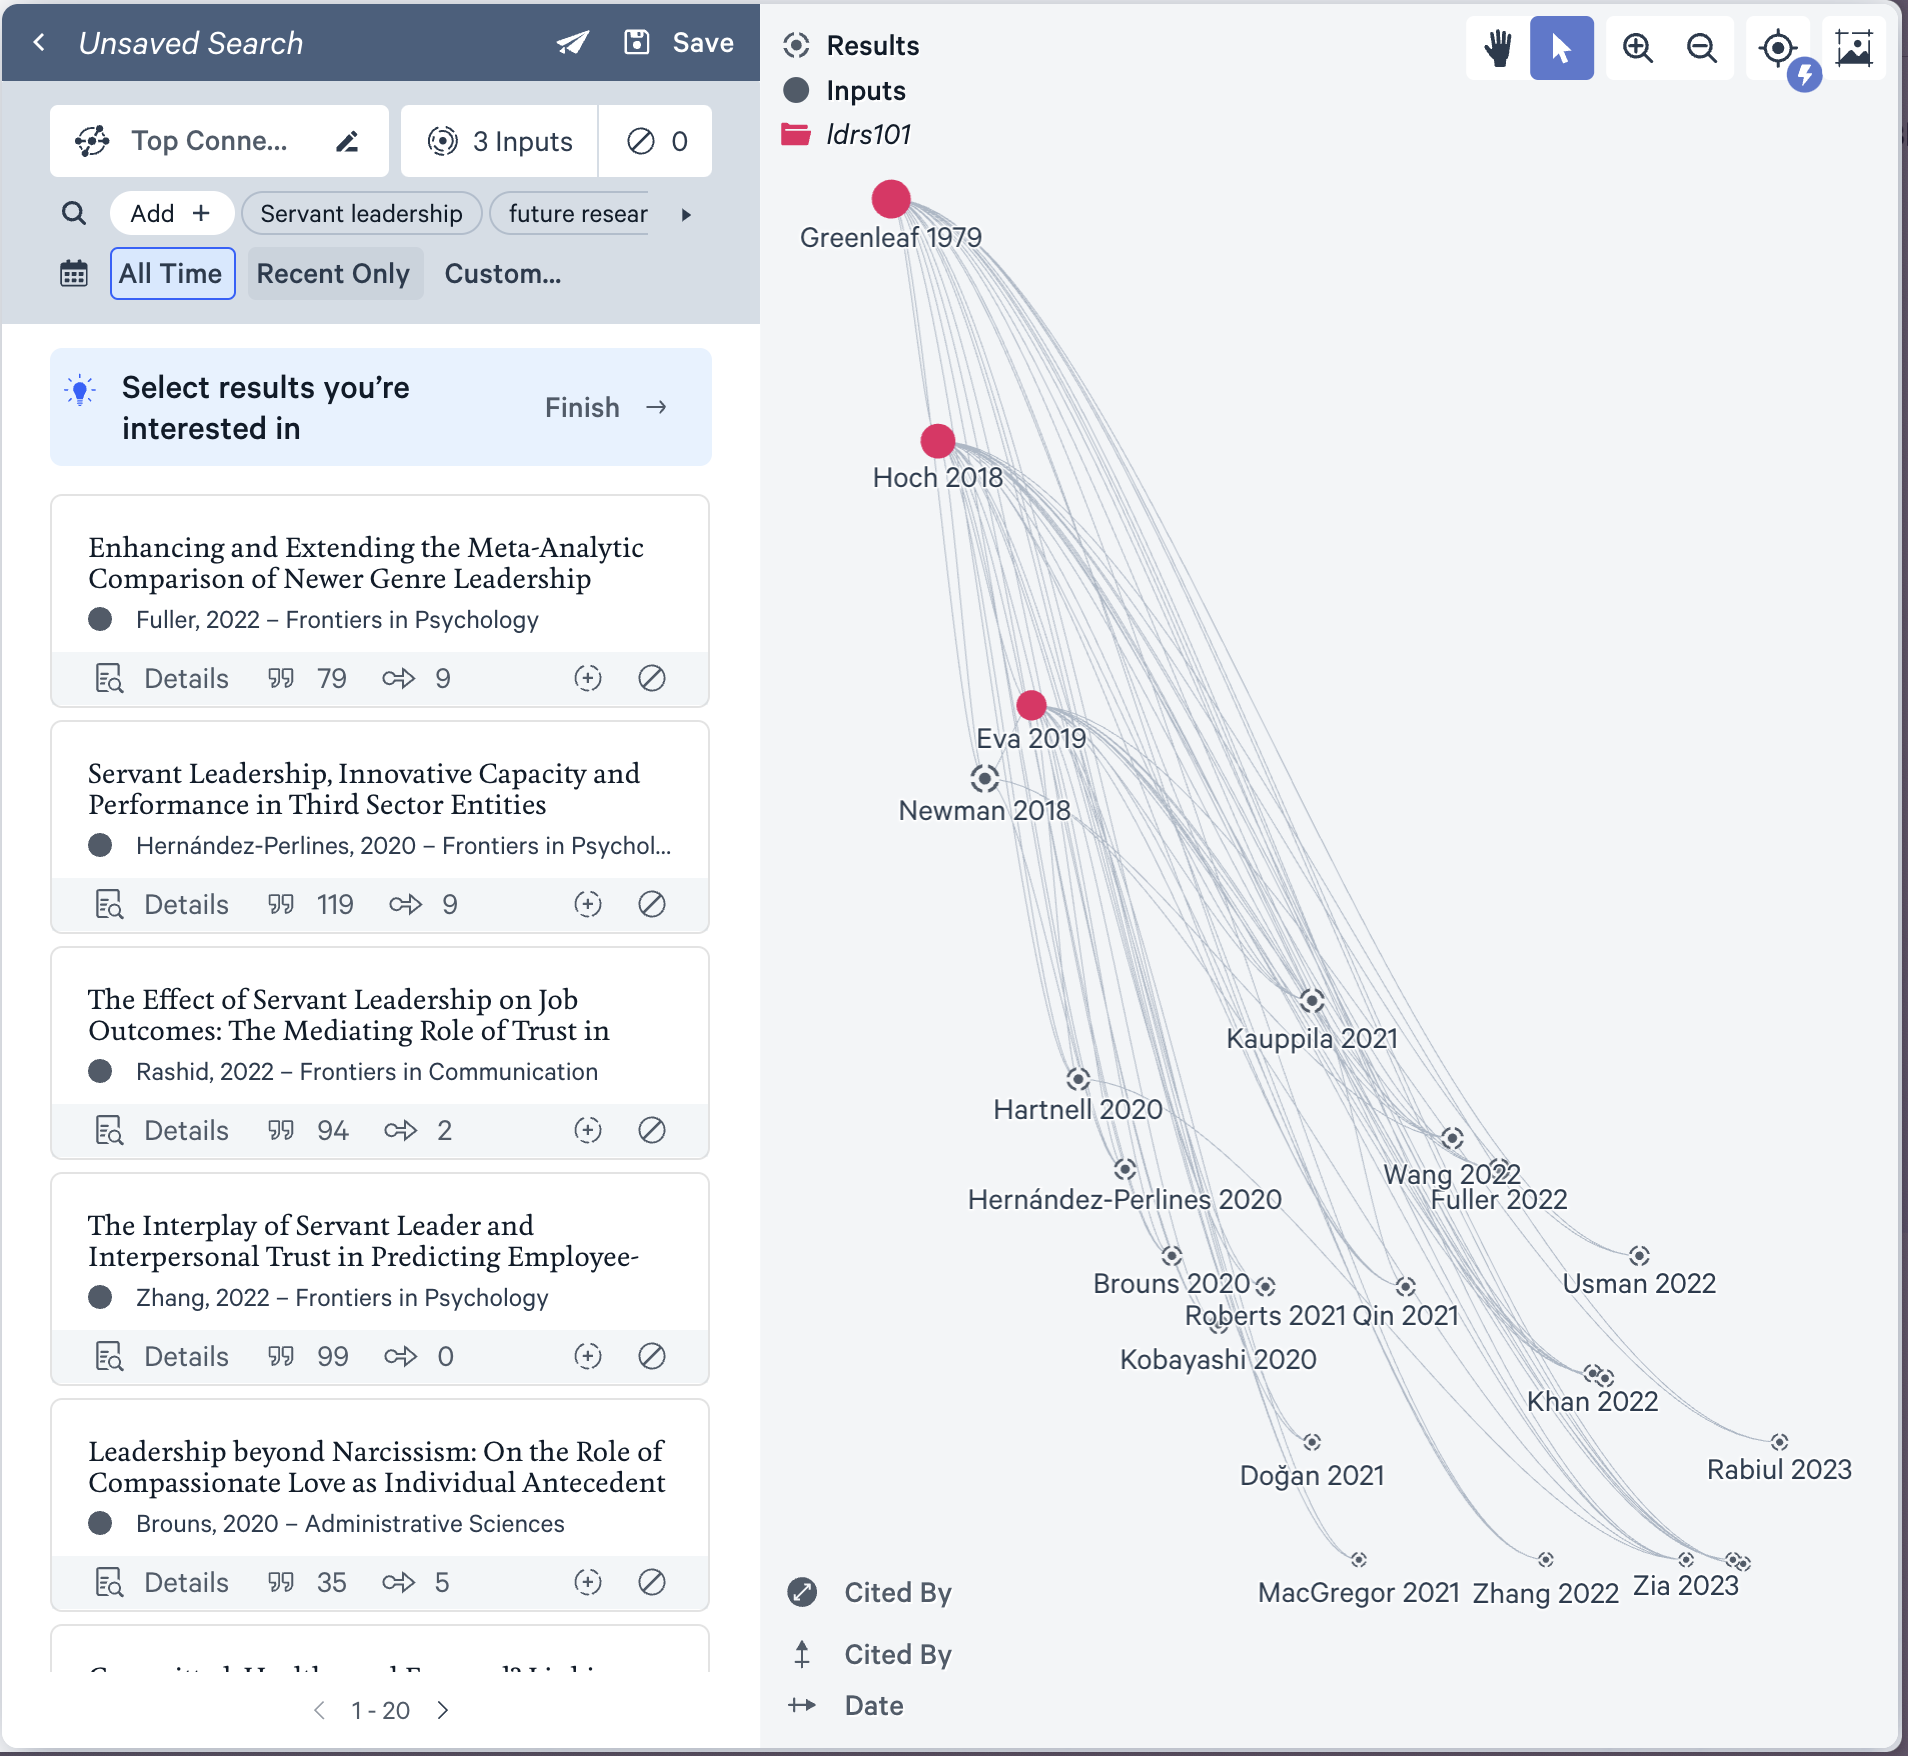 Unsaved Search
Save
Top Conne...
3 Inputs
0
Add +
Servant leadership
future resear
All Time
Recent Only
Custom...
Select results you’re
interested in
Finish →
Enhancing and Extending the Meta-Analytic
Comparison of Newer Genre Leadership
Fuller, 2022 – Frontiers in Psychology
Details 79 9
Servant Leadership, Innovative Capacity and
Performance in Third Sector Entities
Hernández-Perlines, 2020 – Frontiers in Psychol...
Details 119 9
The Effect of Servant Leadership on Job
Outcomes: The Mediating Role of Trust in
Rashid, 2022 – Frontiers in Communication
Details 94 2
The Interplay of Servant Leader and
Interpersonal Trust in Predicting Employee-
Zhang, 2022 – Frontiers in Psychology
Details 99 0
Leadership beyond Narcissism: On the Role of
Compassionate Love as Individual Antecedent
Brouns, 2020 – Administrative Sciences
Details 35 5
1 - 20
Results
Inputs
ldrs101
Greenleaf 1979
Hoch 2018
Eva 2019
Newman 2018
Kauppila 2021
Hartnell 2020
Wang 2022
Fuller 2022
Hernández-Perlines 2020
Brouns 2020
Usman 2022
Roberts 2021
Qin 2021
Kobayashi 2020
Khan 2022
Doğan 2021
Rabiul 2023
MacGregor 2021
Zhang 2022
Zia 2023
Cited By
Cited By
Date